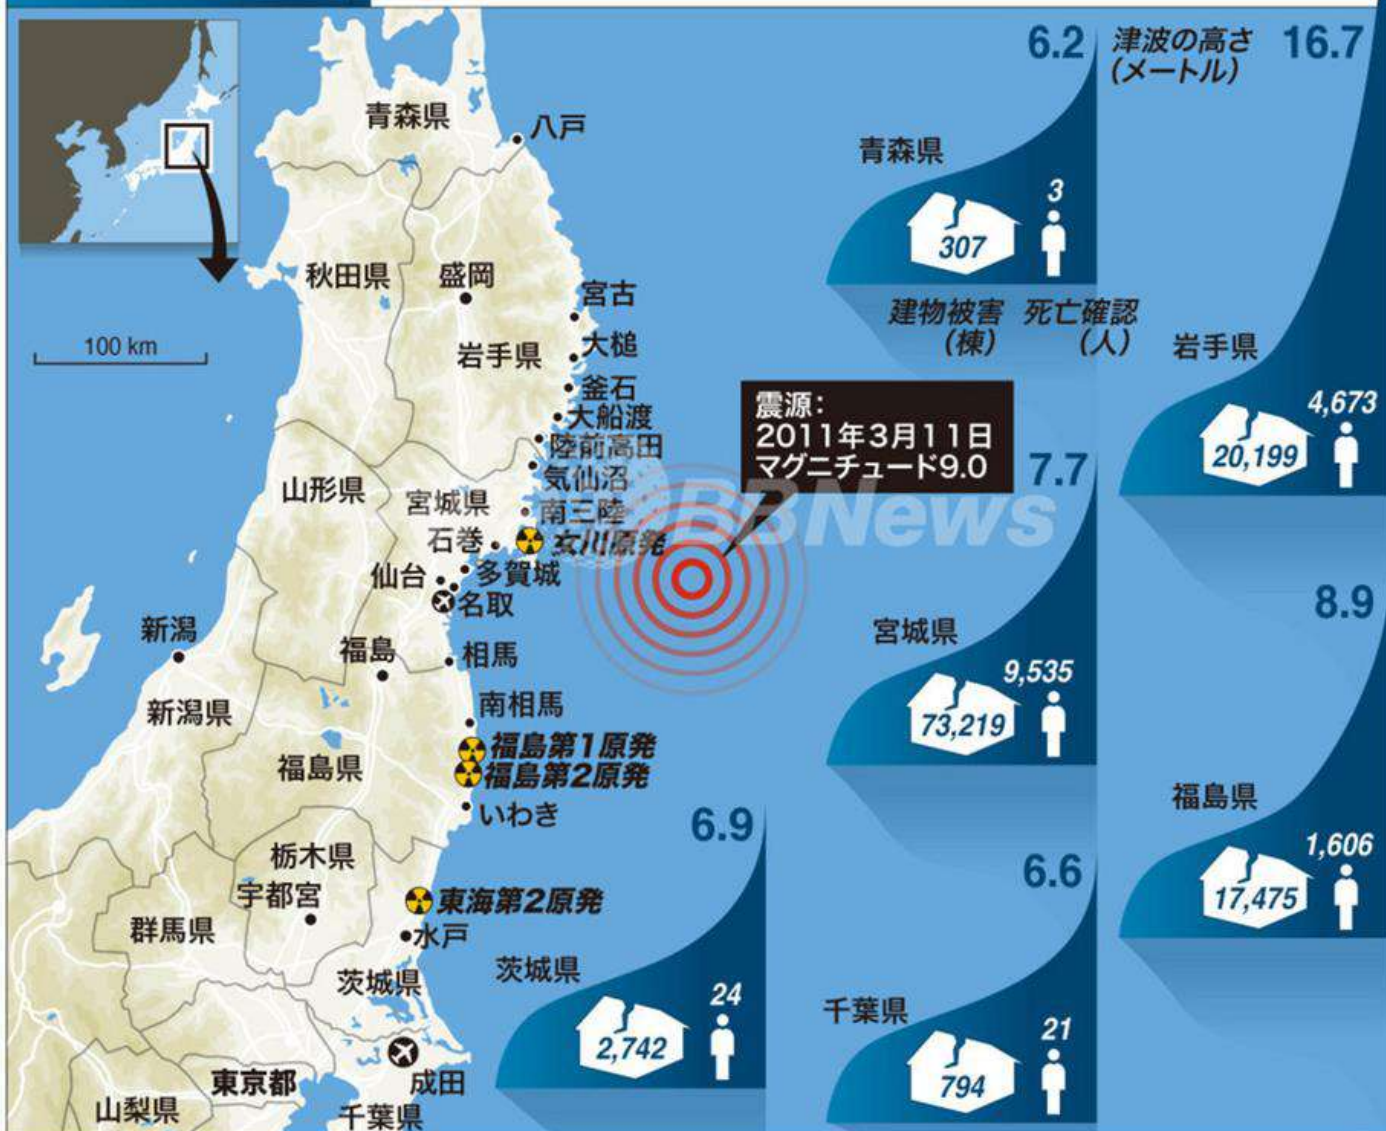 6.2
津波の高さ
(メートル)
16.7
青森県
八戸
青森県
3
307
秋田県
盛岡
宮古
建物被害
(棟)
死亡確認
(人)
100 km
岩手県
大槌
岩手県
釜石
大船渡
陸前高田
気仙沼
震源:
2011年3月11日
マグニチュード9.0
4,673
20,199
7.7
山形県
宮城県
南三陸
BBNews
石巻
女川原発
仙台
多賀城
名取
8.9
新潟
福島
相馬
宮城県
9,535
73,219
新潟県
南相馬
福島第1原発
福島第2原発
福島県
いわき
福島県
6.9
1,606
17,475
栃木県
6.6
宇都宮
東海第2原発
群馬県
水戸
茨城県
茨城県
24
2,742
千葉県
21
794
東京都
成田
山梨県
千葉県